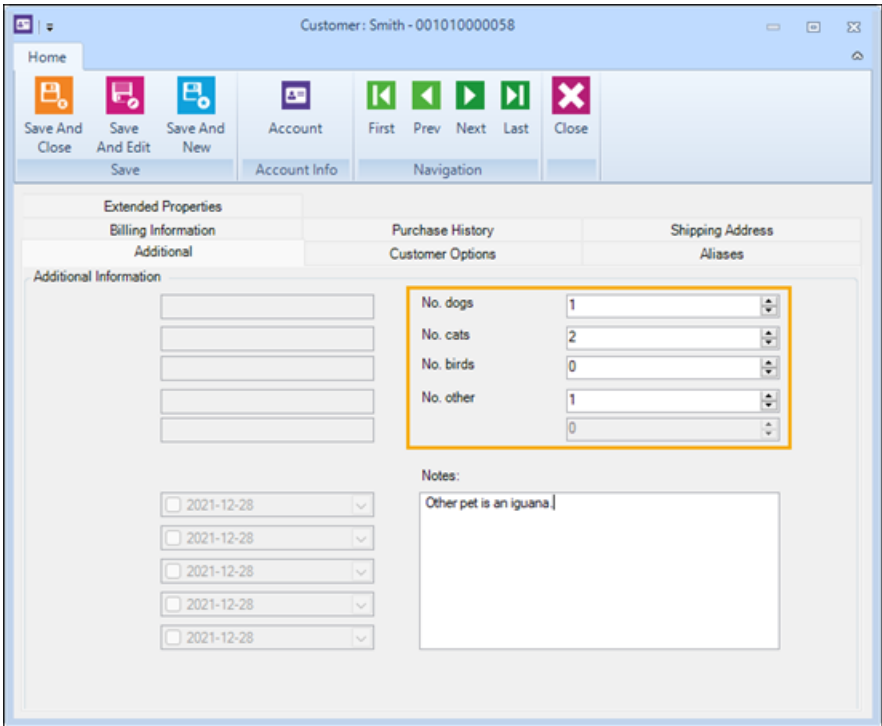 Customer: Smith - 001010000058
Home
Save And Close
Save And Edit
Save And New
Account
First
Prev
Next
Last
Close
Save
Account Info
Navigation
Extended Properties
Billing Information
Purchase History
Shipping Address
Additional
Customer Options
Aliases
Additional Information
No. dogs 1
No. cats 2
No. birds 0
No. other 1
0
Notes:
Other pet is an iguana.
2021-12-28
2021-12-28
2021-12-28
2021-12-28
2021-12-28